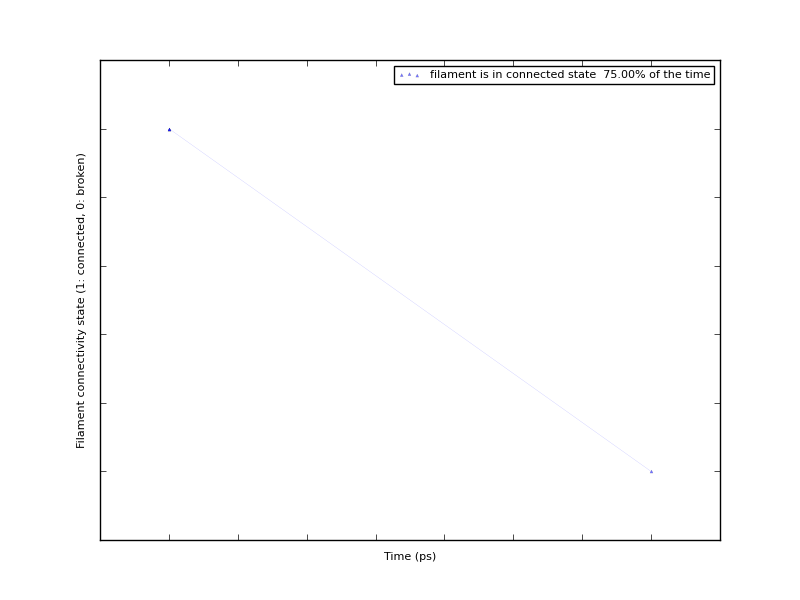 filament is in connected state  75.00% of the time
Filament connectivity state (1: connected, 0: broken)
Time (ps)